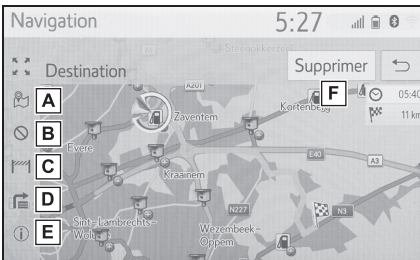 Navigation 5:27
Steenokkerzeel
Destination Supprimer
F
A201
A
05:40
Kortenberg
Zaventem
11 km
B
Evere
E40
A3
C
Kraainem
D
N227
N3
Sint-Lambrechts-
Wezembeek-
Oppem
E